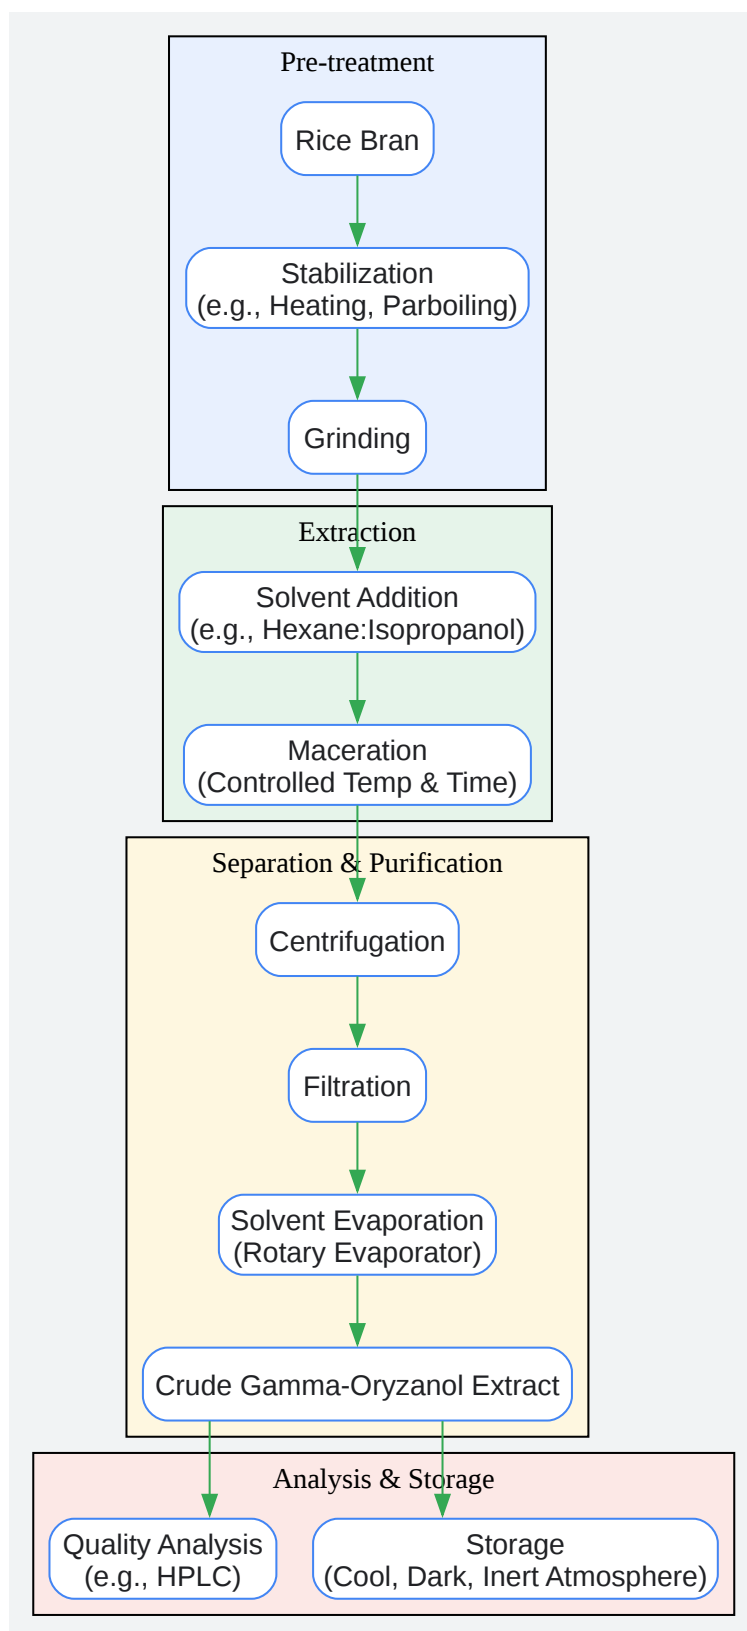 Pre-treatment
Rice Bran
Stabilization
(e.g., Heating, Parboiling)
Grinding
Extraction
Solvent Addition
(e.g., Hexane:Isopropanol)
Maceration
(Controlled Temp & Time)
Separation & Purification
Centrifugation
Filtration
Solvent Evaporation
(Rotary Evaporator)
Crude Gamma-Oryzanol Extract
Analysis & Storage
Quality Analysis
(e.g., HPLC)
Storage
(Cool, Dark, Inert Atmosphere)